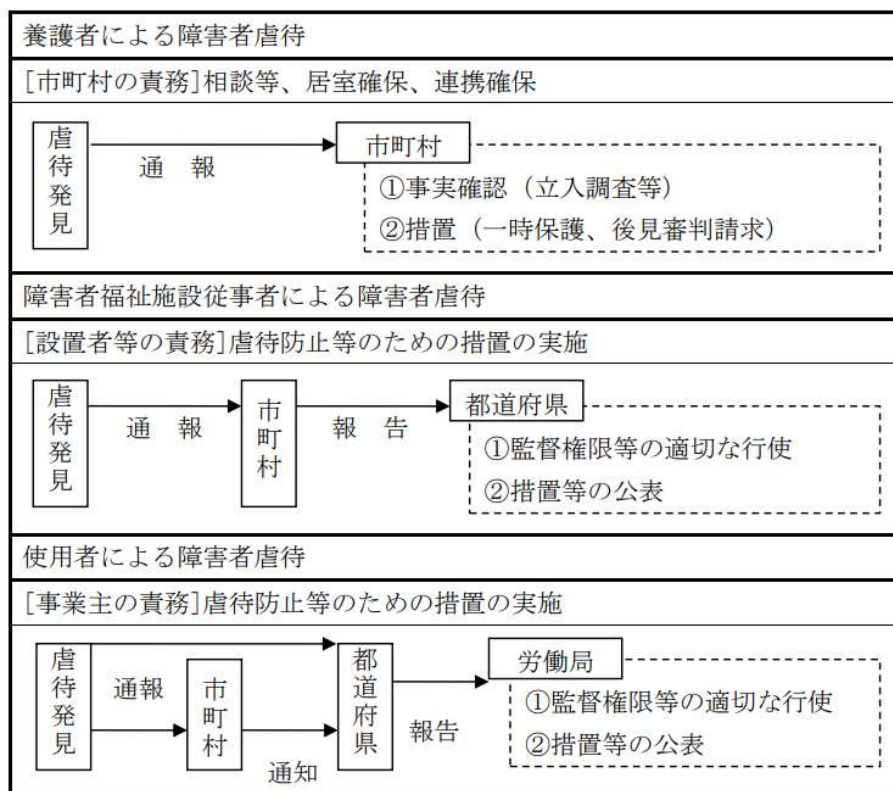 養護者による障害者虐待
[市町村の責務]相談等、居室確保、連携確保
虐待発見
通　報
市町村
①事実確認（立入調査等）
②措置（一時保護、後見審判請求）
障害者福祉施設従事者による障害者虐待
[設置者等の責務]虐待防止等のための措置の実施
虐待発見
通　報
市町村
報　告
都道府県
①監督権限等の適切な行使
②措置等の公表
使用者による障害者虐待
[事業主の責務]虐待防止等のための措置の実施
虐待発見
通報
市町村
通知
都道府県
報告
労働局
①監督権限等の適切な行使
②措置等の公表